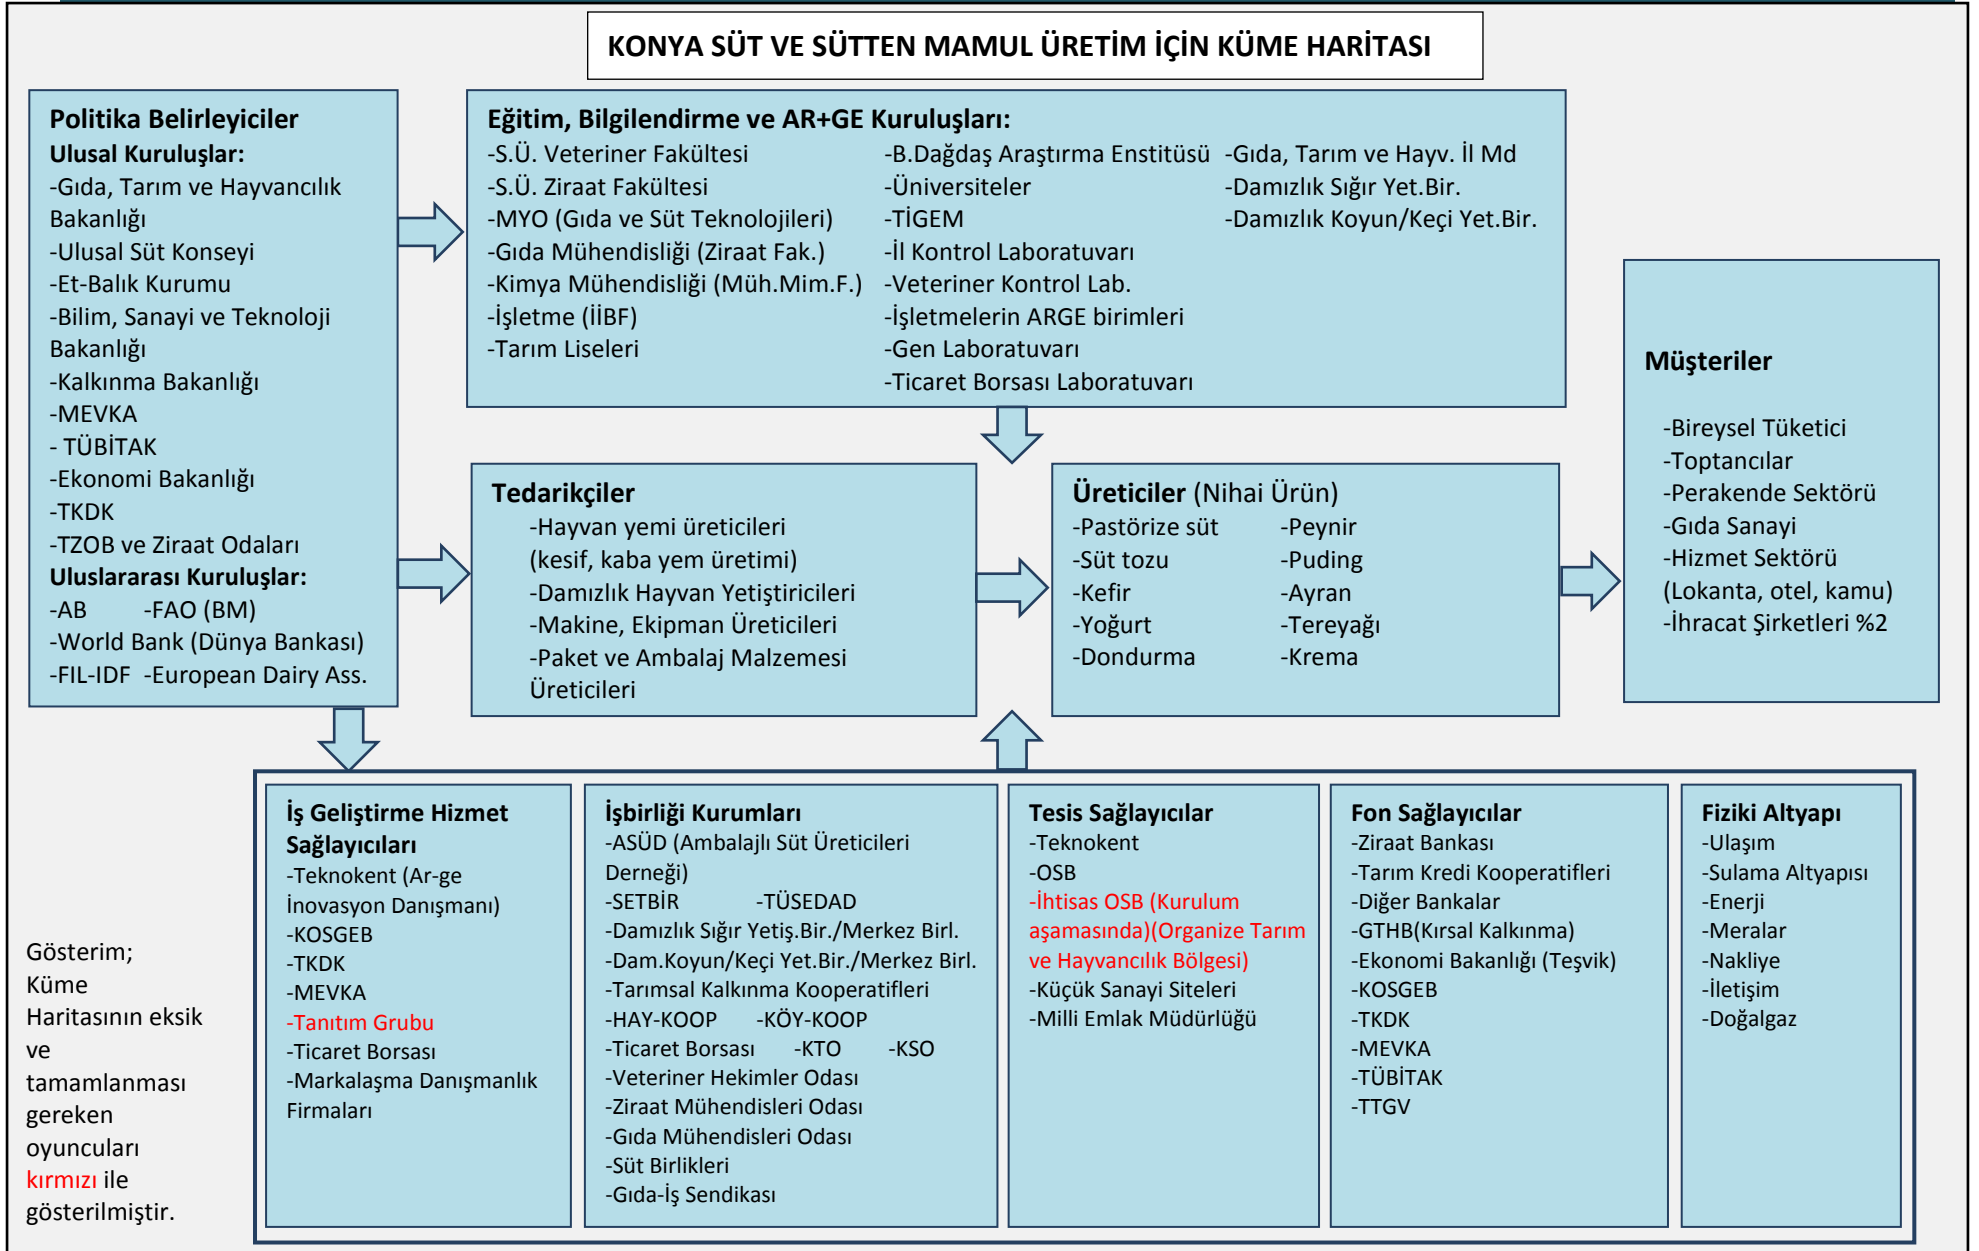 KONYA SÜT VE SÜTTEN MAMUL ÜRETİM İÇİN KÜME HARİTASI
Politika Belirleyiciler
Ulusal Kuruluşlar:
-Gıda, Tarım ve Hayvancılık
Bakanlığı
-Ulusal Süt Konseyi
-Et-Balık Kurumu
-Bilim, Sanayi ve Teknoloji
Bakanlığı
-Kalkınma Bakanlığı
-MEVKA
- TÜBİTAK
-Ekonomi Bakanlığı
-TKDK
-TZOB ve Ziraat Odaları
Uluslararası Kuruluşlar:
-AB -FAO (BM)
-World Bank (Dünya Bankası)
-FIL-IDF -European Dairy Ass.
Eğitim, Bilgilendirme ve AR+GE Kuruluşları:
-S.Ü. Veteriner Fakültesi
-S.Ü. Ziraat Fakültesi
-MYO (Gıda ve Süt Teknolojileri)
-Gıda Mühendisliği (Ziraat Fak.)
-Kimya Mühendisliği (Müh.Mim.F.)
-İşletme (İİBF)
-Tarım Liseleri
-B.Dağdaş Araştırma Enstitüsü
-Üniversiteler
-TİGEM
-İl Kontrol Laboratuvarı
-Veteriner Kontrol Lab.
-İşletmelerin ARGE birimleri
-Gen Laboratuvarı
-Ticaret Borsası Laboratuvarı
-Gıda, Tarım ve Hayv. İl Md
-Damızlık Sığır Yet.Bir.
-Damızlık Koyun/Keçi Yet.Bir.
Tedarikçiler
-Hayvan yemi üreticileri
(kesif, kaba yem üretimi)
-Damızlık Hayvan Yetiştiricileri
-Makine, Ekipman Üreticileri
-Paket ve Ambalaj Malzemesi
Üreticileri
Üreticiler (Nihai Ürün)
-Pastörize süt -Peynir
-Süt tozu -Puding
-Kefir -Ayran
-Yoğurt -Tereyağı
-Dondurma -Krema
Müşteriler
-Bireysel Tüketici
-Toptancılar
-Perakende Sektörü
-Gıda Sanayi
-Hizmet Sektörü
(Lokanta, otel, kamu)
-İhracat Şirketleri %2
Gösterim;
Küme
Haritasının eksik
ve
tamamlanması
gereken
oyuncuları
kırmızı ile
gösterilmiştir.
İş Geliştirme Hizmet
Sağlayıcıları
-Teknokent (Ar-ge
İnovasyon Danışmanı)
-KOSGEB
-TKDK
-MEVKA
-Tanıtım Grubu
-Ticaret Borsası
-Markalaşma Danışmanlık
Firmaları
İşbirliği Kurumları
-ASÜD (Ambalajlı Süt Üreticileri
Derneği)
-SETBİR -TÜSEDAD
-Damızlık Sığır Yetiş.Bir./Merkez Birl.
-Dam.Koyun/Keçi Yet.Bir./Merkez Birl.
-Tarımsal Kalkınma Kooperatifleri
-HAY-KOOP -KÖY-KOOP
-Ticaret Borsası -KTO -KSO
-Veteriner Hekimler Odası
-Ziraat Mühendisleri Odası
-Gıda Mühendisleri Odası
-Süt Birlikleri
-Gıda-İş Sendikası
Tesis Sağlayıcılar
-Teknokent
-OSB
-İhtisas OSB (Kurulum
aşamasında)(Organize Tarım
ve Hayvancılık Bölgesi)
-Küçük Sanayi Siteleri
-Milli Emlak Müdürlüğü
Fon Sağlayıcılar
-Ziraat Bankası
-Tarım Kredi Kooperatifleri
-Diğer Bankalar
-GTHB(Kırsal Kalkınma)
-Ekonomi Bakanlığı (Teşvik)
-KOSGEB
-TKDK
-MEVKA
-TÜBİTAK
-TTGV
Fiziki Altyapı
-Ulaşım
-Sulama Altyapısı
-Enerji
-Meralar
-Nakliye
-İletişim
-Doğalgaz